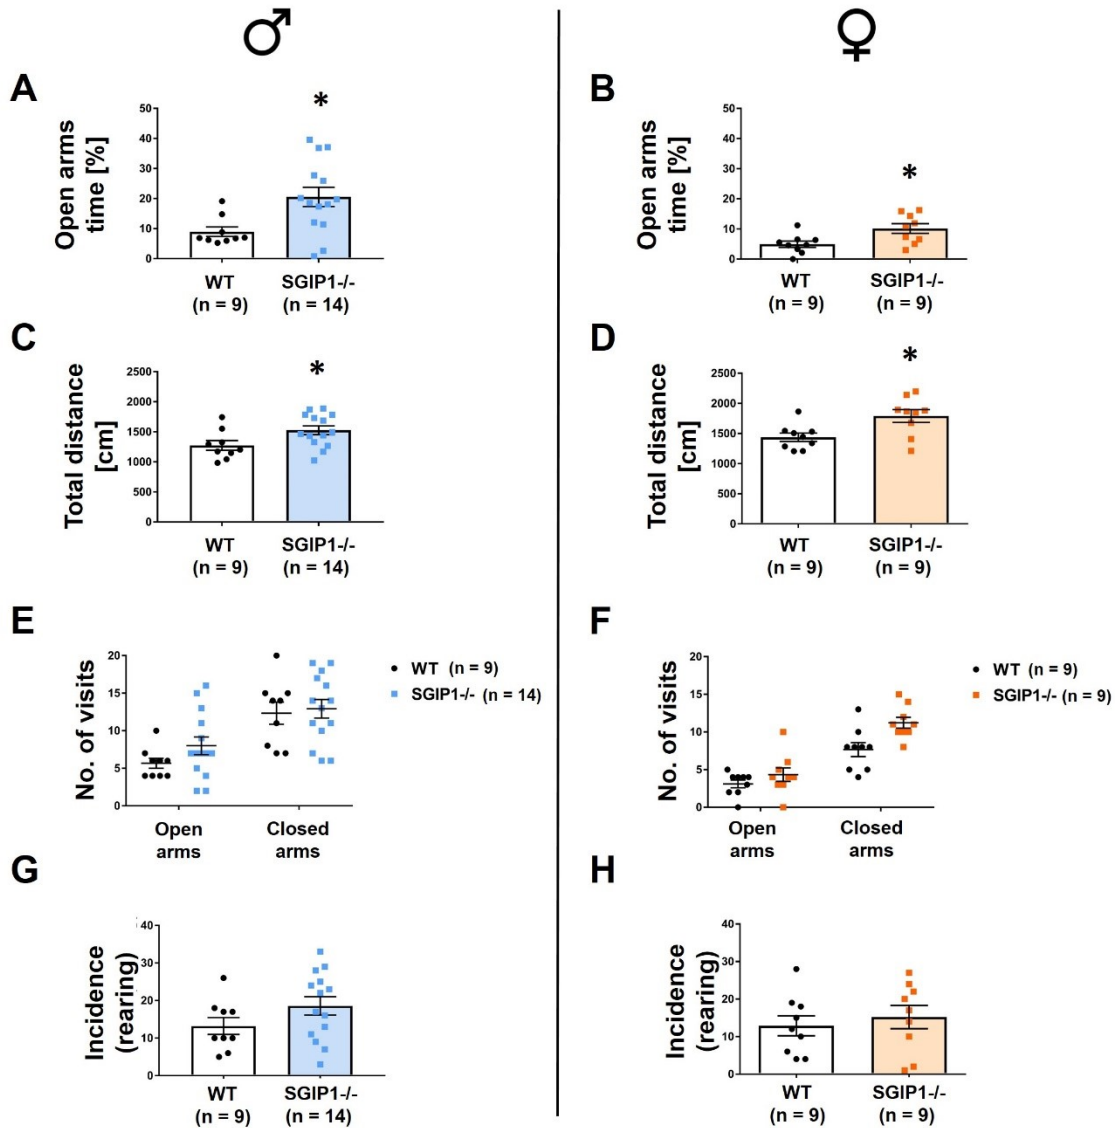 ♂
♀
A
Open arms
time [%]
*
50
40
30
20
10
0
WT
(n = 9)
SGIP1-/-
(n = 14)
B
Open arms
time [%]
*
50
40
30
20
10
0
WT
(n = 9)
SGIP1-/-
(n = 9)
C
Total distance
[cm]
*
2500
2000
1500
1000
500
0
WT
(n = 9)
SGIP1-/-
(n = 14)
D
Total distance
[cm]
*
2500
2000
1500
1000
500
0
WT
(n = 9)
SGIP1-/-
(n = 9)
E
No. of visits
20
15
10
5
0
Open
arms
Closed
arms
WT (n = 9)
SGIP1-/- (n = 14)
F
No. of visits
20
15
10
5
0
Open
arms
Closed
arms
WT (n = 9)
SGIP1-/- (n = 9)
G
Incidence
(rearing)
40
30
20
10
0
WT
(n = 9)
SGIP1-/-
(n = 14)
H
Incidence
(rearing)
40
30
20
10
0
WT
(n = 9)
SGIP1-/-
(n = 9)